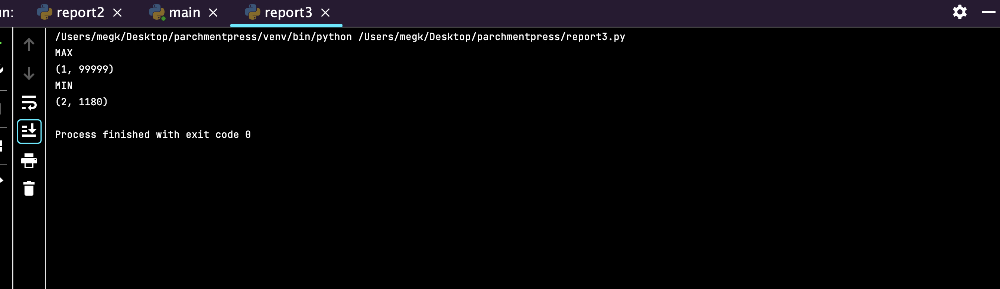 un:
report2
main
report3
/Users/megk/Desktop/parchmentpress/venv/bin/python /Users/megk/Desktop/parchmentpress/report3.py
MAX
(1, 99999)
MIN
(2, 1180)
Process finished with exit code 0